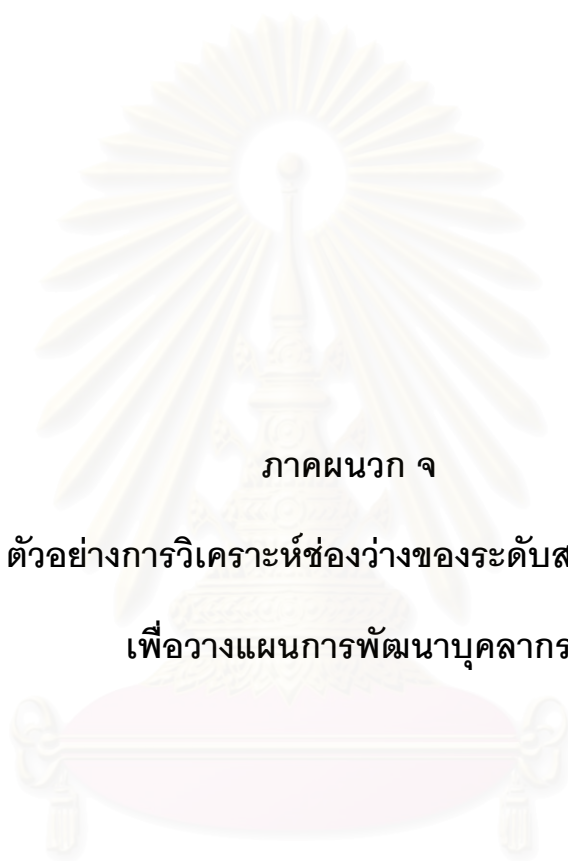 ภาคผนวก จ
ตัวอย่างการวิเคราะห์ช่องว่างของระดับส
เพื่อวางแผนการพัฒนาบุคลากร